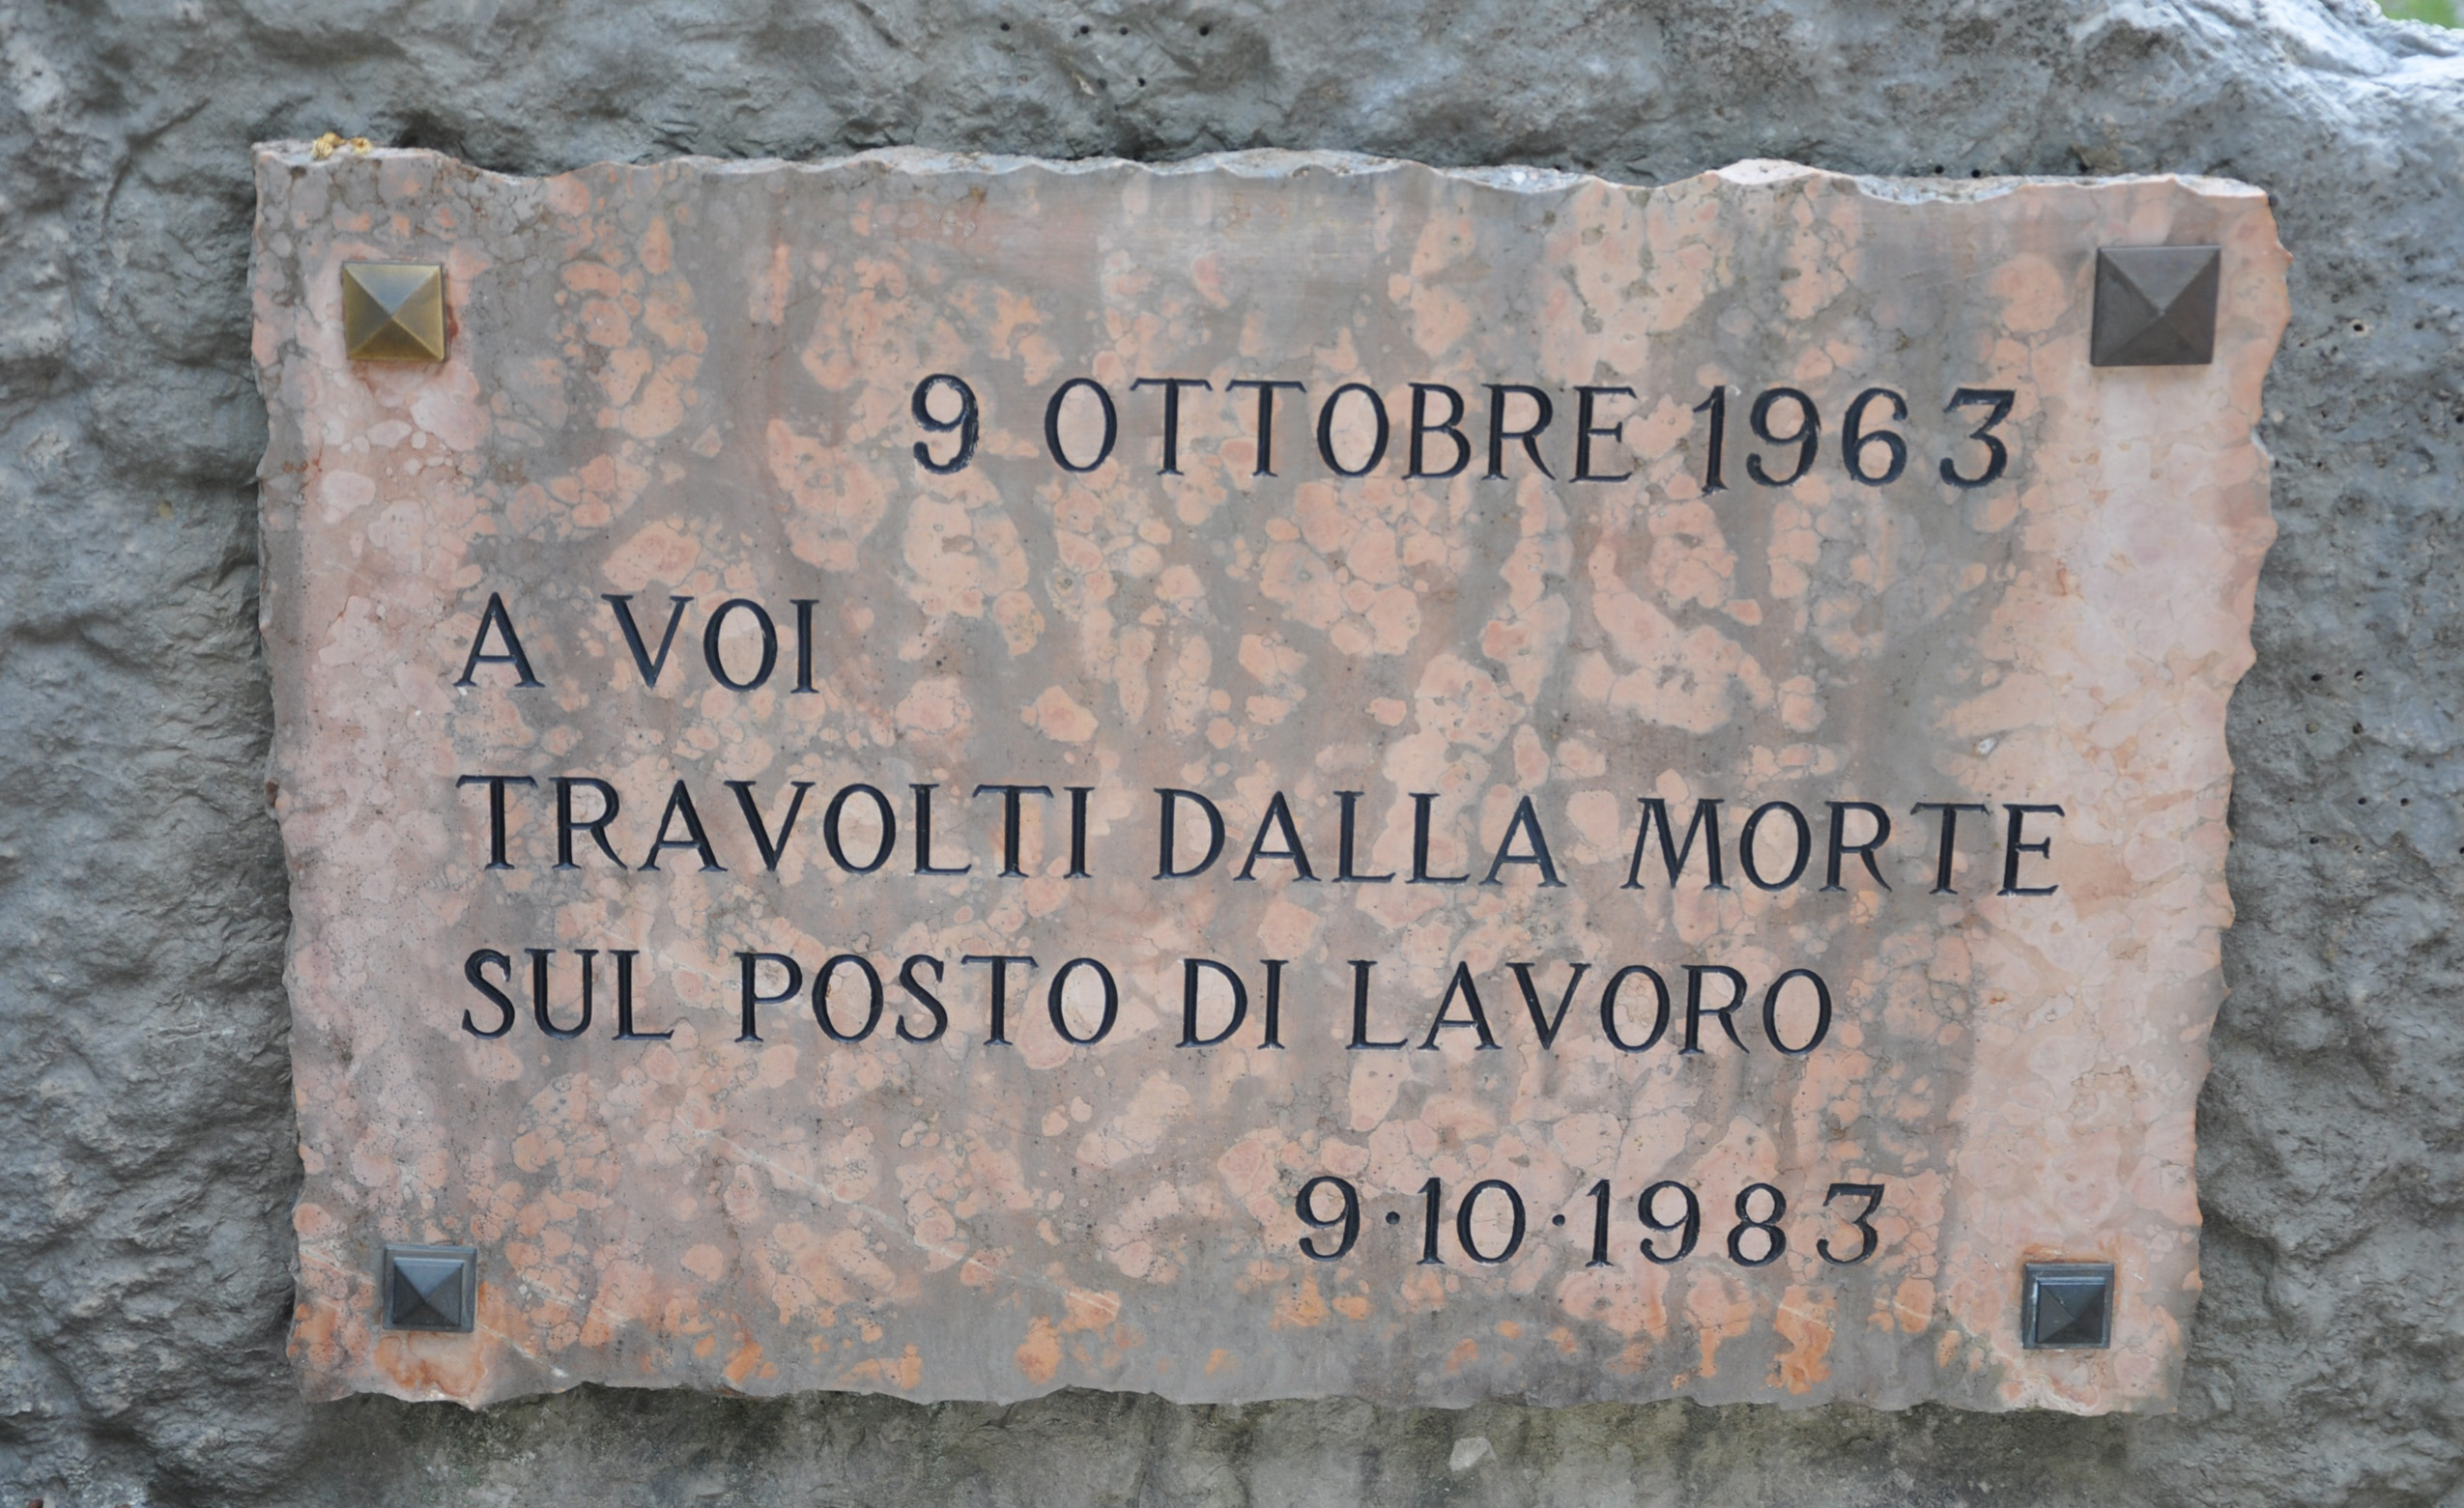 9 OTTOBRE 1963
A VOI
TRAVOLTI DALLA MORTE
SUL POSTO DI LAVORO
9·10·1983